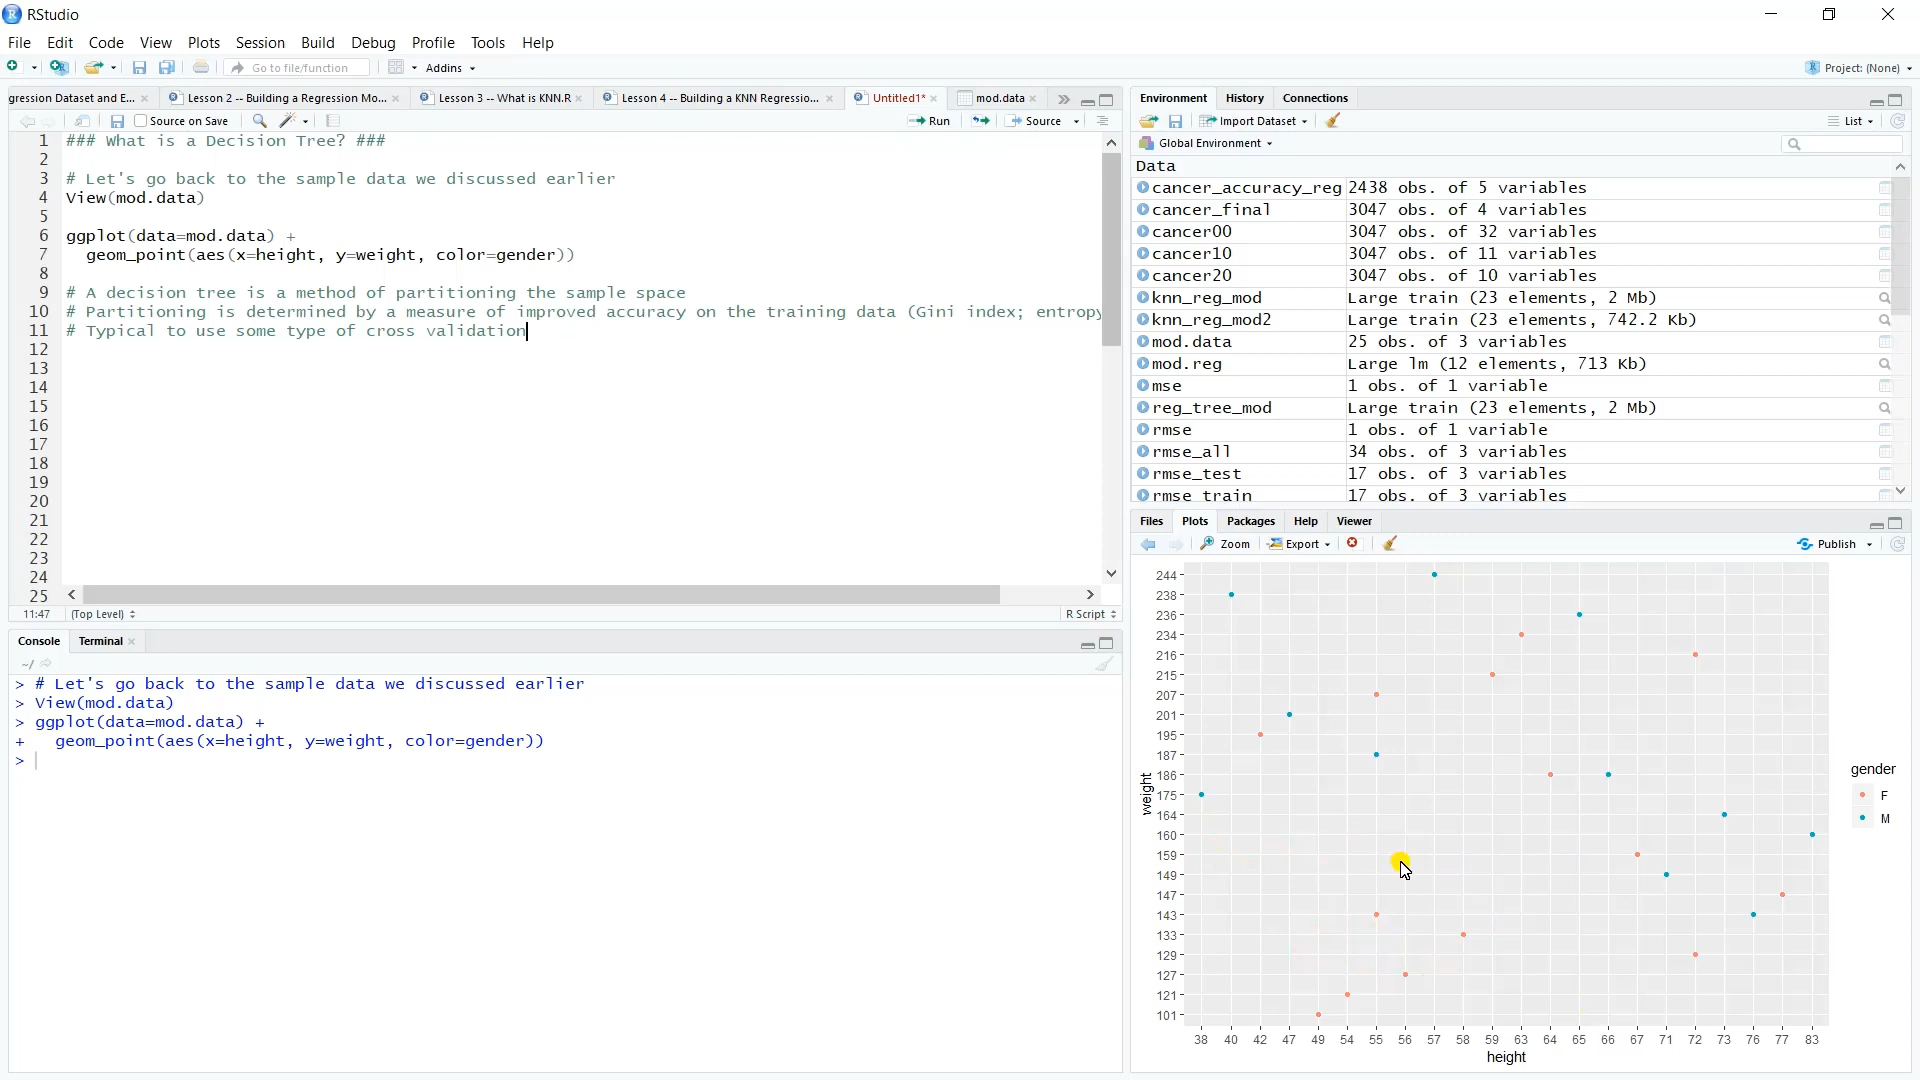 RStudio
File Edit Code View Plots Session Build Debug Profile Tools Help
Go to file/function Addins Project: (None)
gression Dataset and E... Lesson 2 -- Building a Regression Mo... Lesson 3 -- What is KNN.R Lesson 4 -- Building a KNN Regressio... Untitled1* mod.data
Source on Save Run Source
1 ### What is a Decision Tree? ###
2
3 # Let's go back to the sample data we discussed earlier
4 View(mod.data)
5
6 ggplot(data=mod.data) +
7 geom_point(aes(x=height, y=weight, color=gender))
8
9 # A decision tree is a method of partitioning the sample space
10 # Partitioning is determined by a measure of improved accuracy on the training data (Gini index; entropy
11 # Typical to use some type of cross validation
12
13
14
15
16
17
18
19
20
21
22
23
24
25
11:47 (Top Level) R Script
Console Terminal
~/
> # Let's go back to the sample data we discussed earlier
> View(mod.data)
> ggplot(data=mod.data) +
+ geom_point(aes(x=height, y=weight, color=gender))
>
Environment History Connections
Import Dataset List
Global Environment
Data
cancer_accuracy_reg 2438 obs. of 5 variables
cancer_final 3047 obs. of 4 variables
cancer00 3047 obs. of 32 variables
cancer10 3047 obs. of 11 variables
cancer20 3047 obs. of 10 variables
knn_reg_mod Large train (23 elements, 2 Mb)
knn_reg_mod2 Large train (23 elements, 742.2 Kb)
mod.data 25 obs. of 3 variables
mod.reg Large lm (12 elements, 713 Kb)
mse 1 obs. of 1 variable
reg_tree_mod Large train (23 elements, 2 Mb)
rmse 1 obs. of 1 variable
rmse_all 34 obs. of 3 variables
rmse_test 17 obs. of 3 variables
rmse_train 17 obs. of 3 variables
Files Plots Packages Help Viewer
Zoom Export Publish
244
238
236
234
216
215
207
201
195
187
186
175
164
160
159
149
147
143
133
129
127
121
101
weight
38 40 42 47 49 54 55 56 57 58 59 63 64 65 66 67 71 72 73 76 77 83
height
gender
F
M